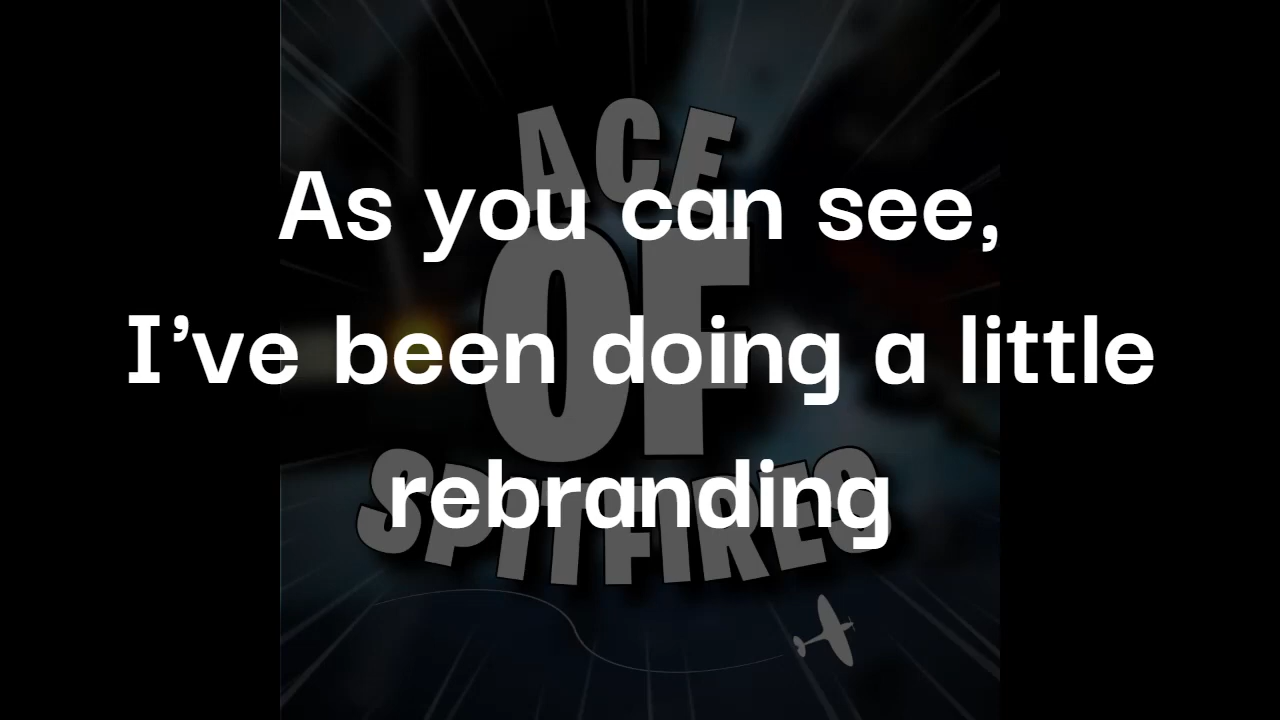 ACE
As you can see,
OF
I’ve been doing a little
SPITFIRES
rebranding